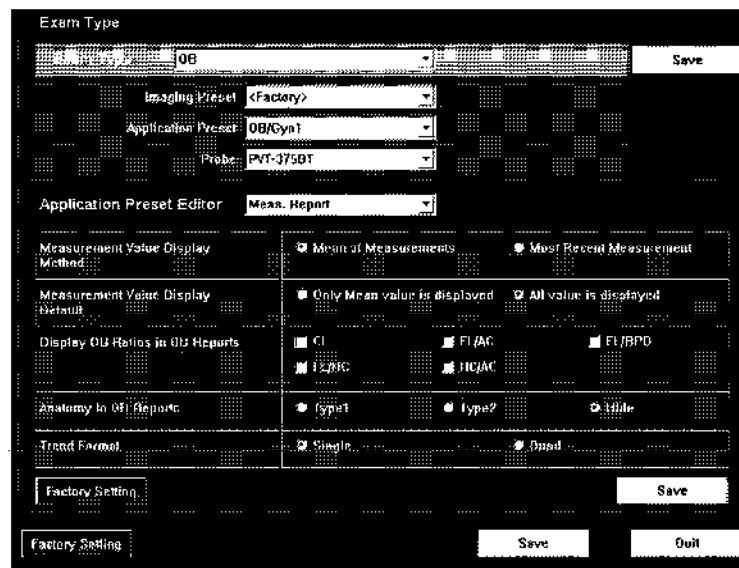 Exam Type
OB Save
Imaging Preset <Factory>
Application Preset OB/Gyn1
Probe PVT-375BT
Application Preset Editor Meas. Report
Measurement Value Display Method Mean of Measurements Most Recent Measurement
Measurement Value Display Default Only Mean value is displayed All value is displayed
Display OB Ratios in OB Reports CI FL/AC FL/BPD
FL/HC HC/AC
Anatomy in OB Reports Type1 Type2 Hide
Trend Format Single Quad
Factory Setting Save
Factory Setting Save Quit